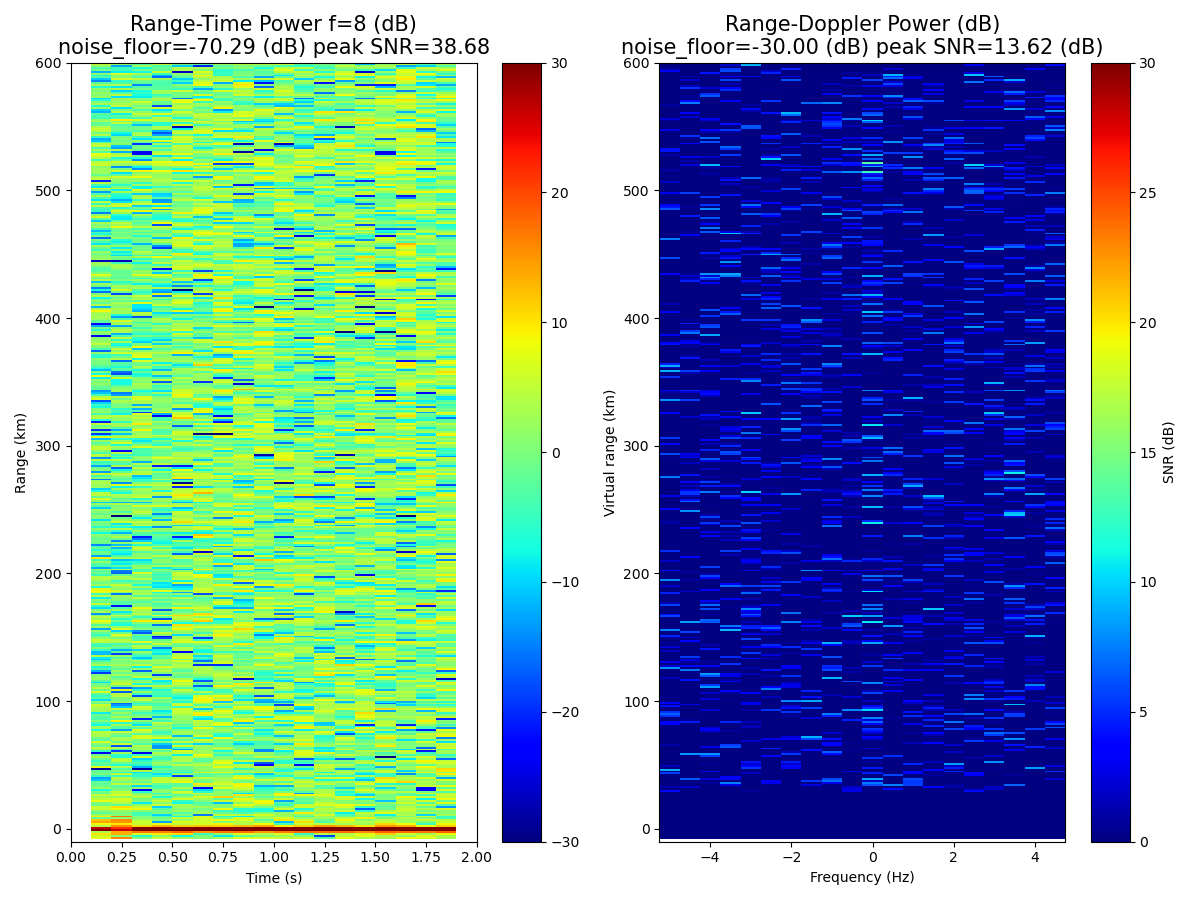 Range-Time Power f=8 (dB)
noise_floor=-70.29 (dB) peak SNR=38.68
Range (km)
600
500
400
300
200
100
0
0.00 0.25 0.50 0.75 1.00 1.25 1.50 1.75 2.00
Time (s)
30
20
10
0
−10
−20
−30
Range-Doppler Power (dB)
noise_floor=-30.00 (dB) peak SNR=13.62 (dB)
Virtual range (km)
600
500
400
300
200
100
0
−4 −2 0 2 4
Frequency (Hz)
30
25
20
15
10
5
0
SNR (dB)